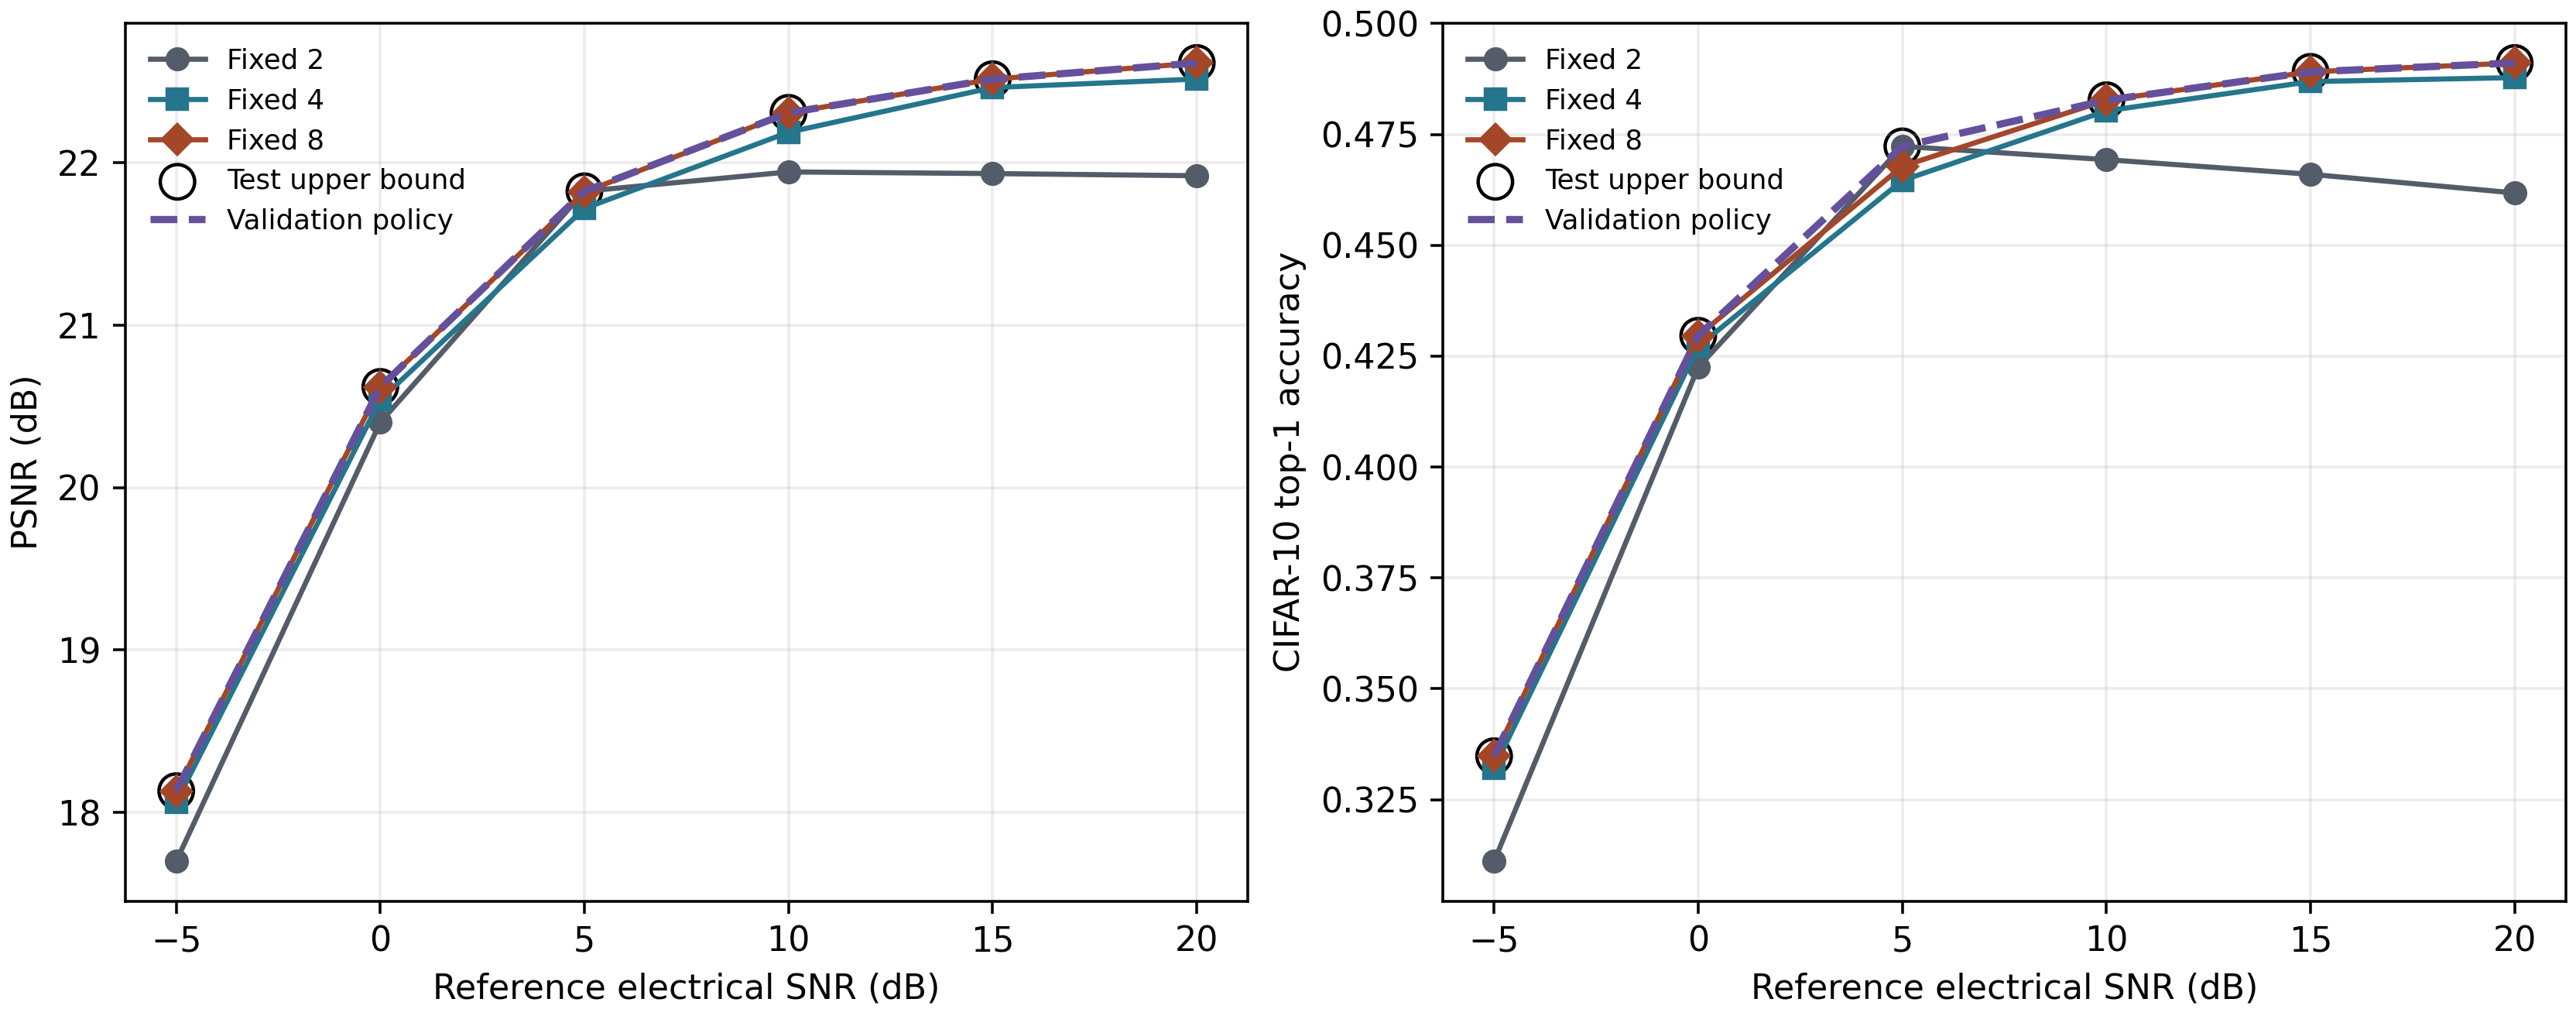 Fixed 2
Fixed 4
Fixed 8
Test upper bound
Validation policy
22
21
20
19
18
PSNR (dB)
−5 0 5 10 15 20
Reference electrical SNR (dB)
Fixed 2
Fixed 4
Fixed 8
Test upper bound
Validation policy
0.500
0.475
0.450
0.425
0.400
0.375
0.350
0.325
CIFAR-10 top-1 accuracy
−5 0 5 10 15 20
Reference electrical SNR (dB)